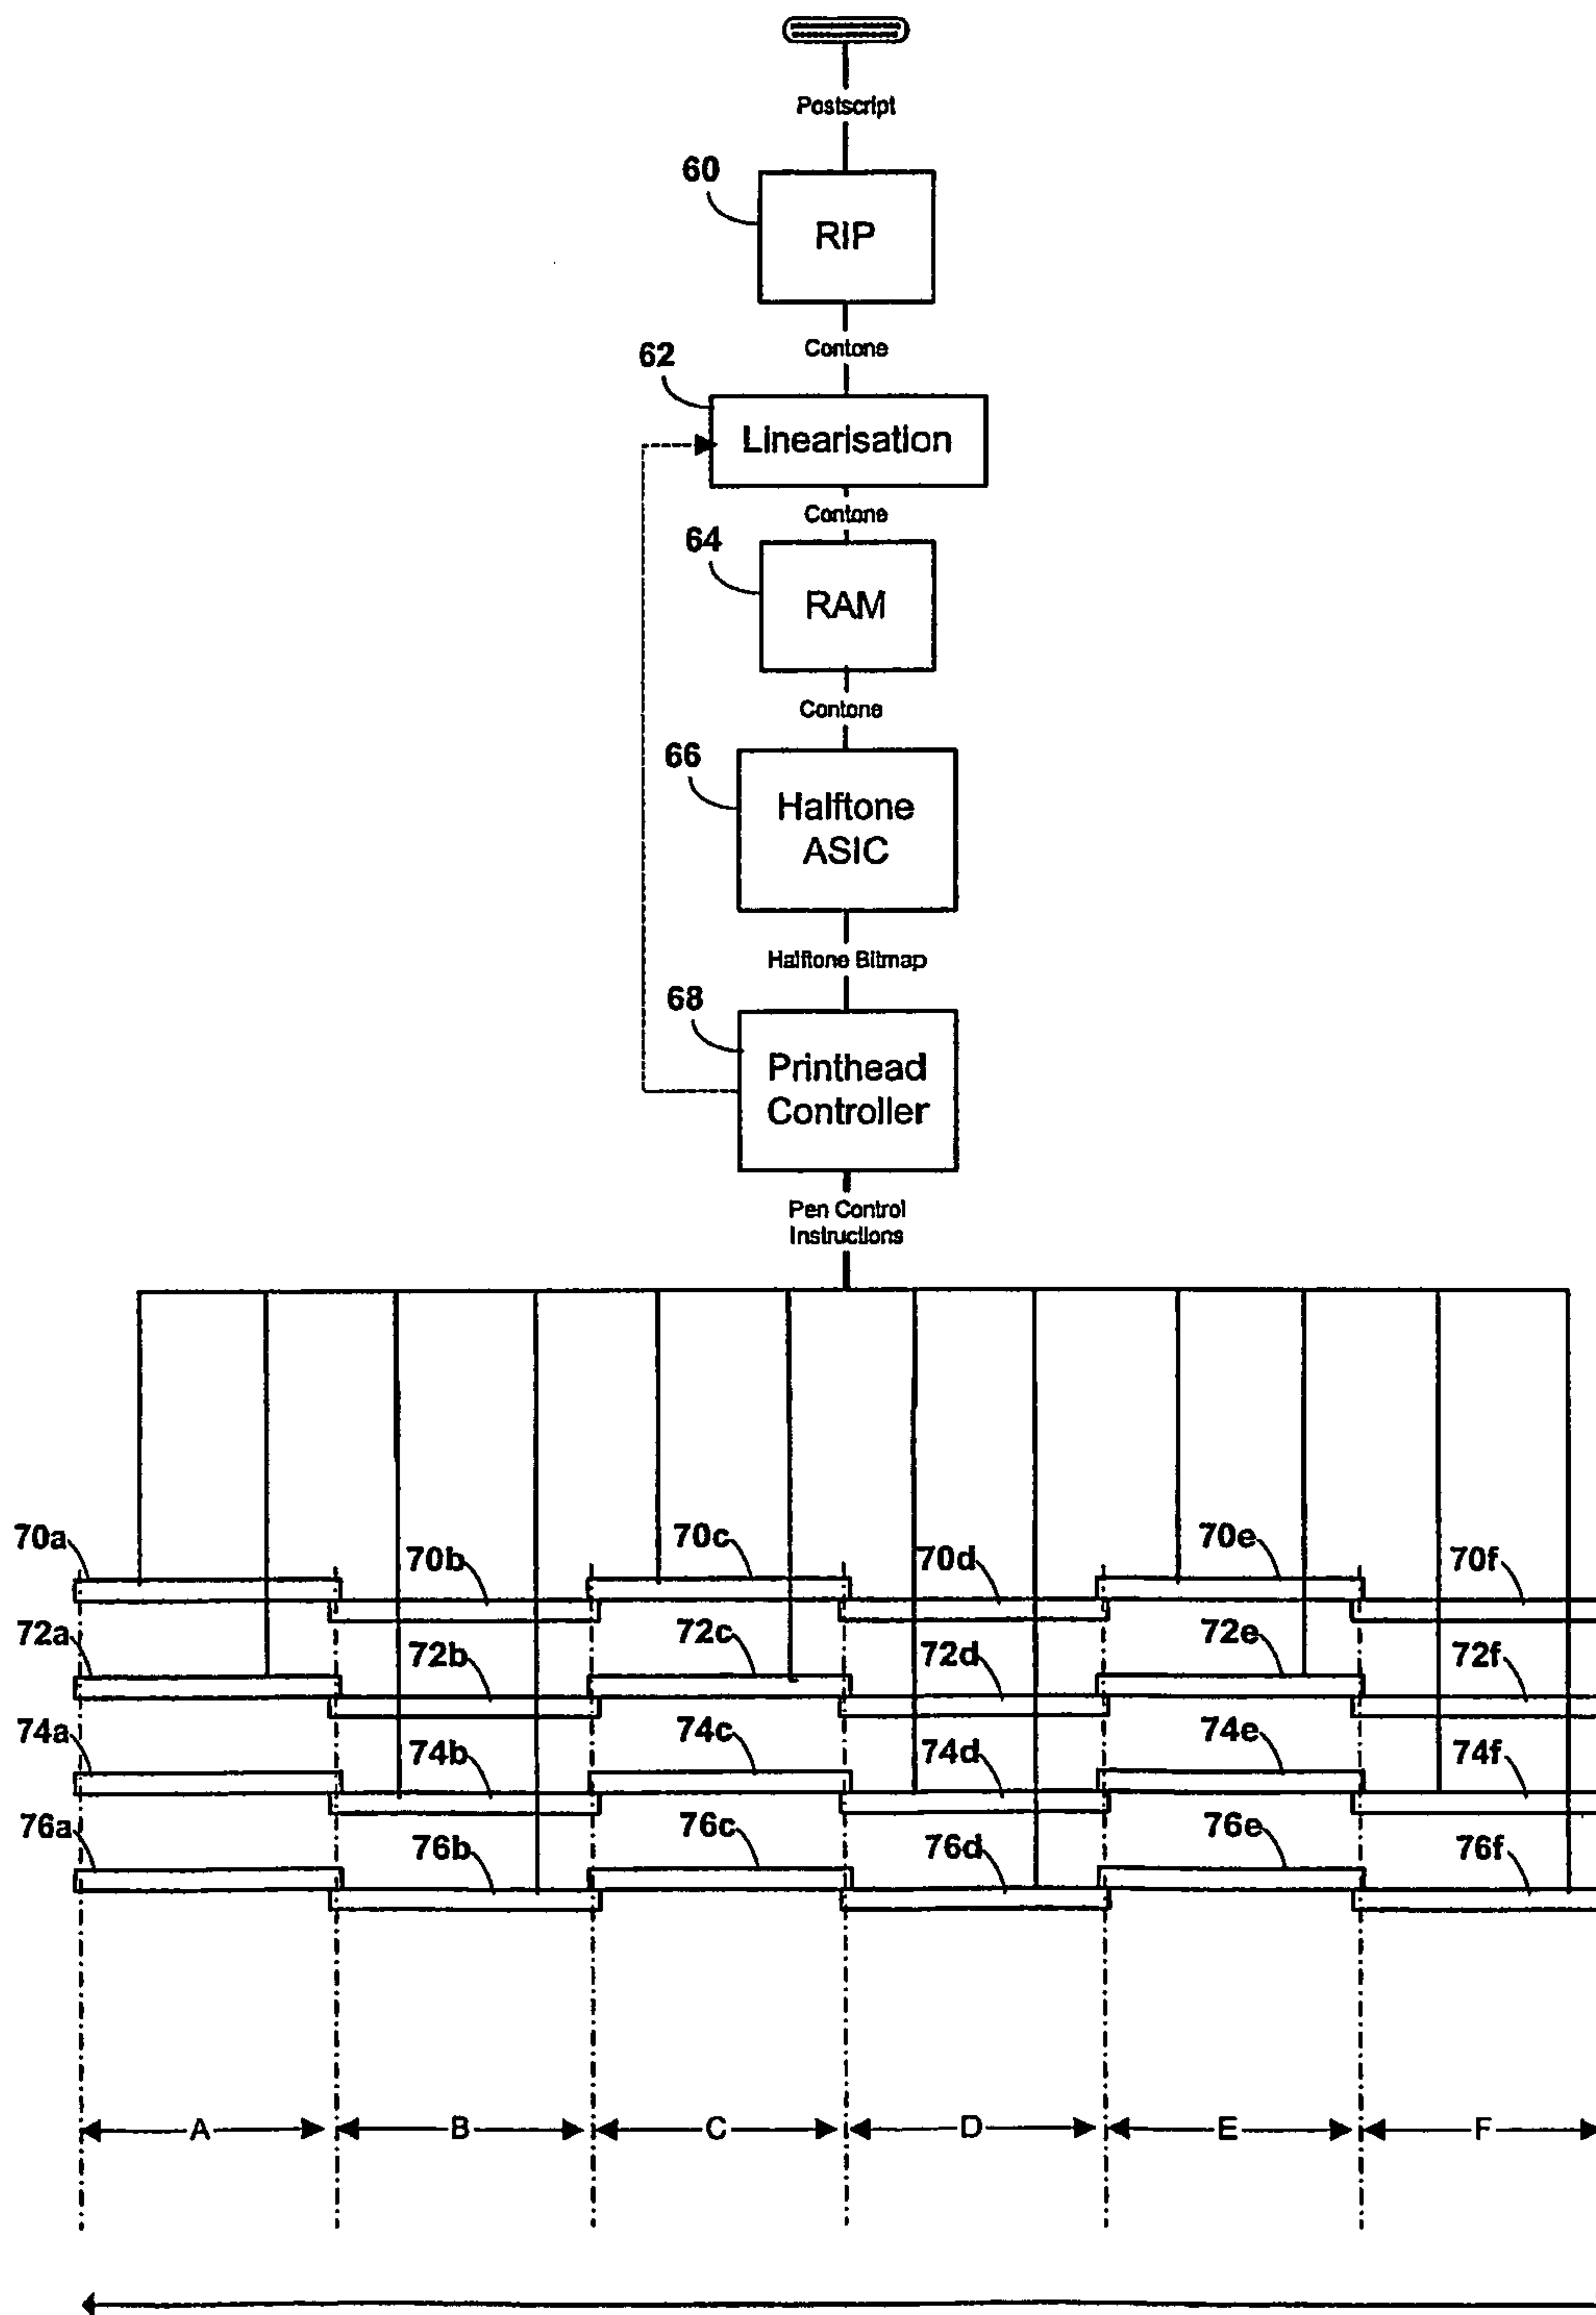 Postscript
60
RIP
Contone
62
Linearisation
Contone
64
RAM
Contone
66
Halftone
ASIC
Halftone Bitmap
68
Printhead
Controller
Pen Control
Instructions
70a
70b
70c
70d
70e
70f
72a
72b
72c
72d
72e
72f
74a
74b
74c
74d
74e
74f
76a
76b
76c
76d
76e
76f
A B C D E F